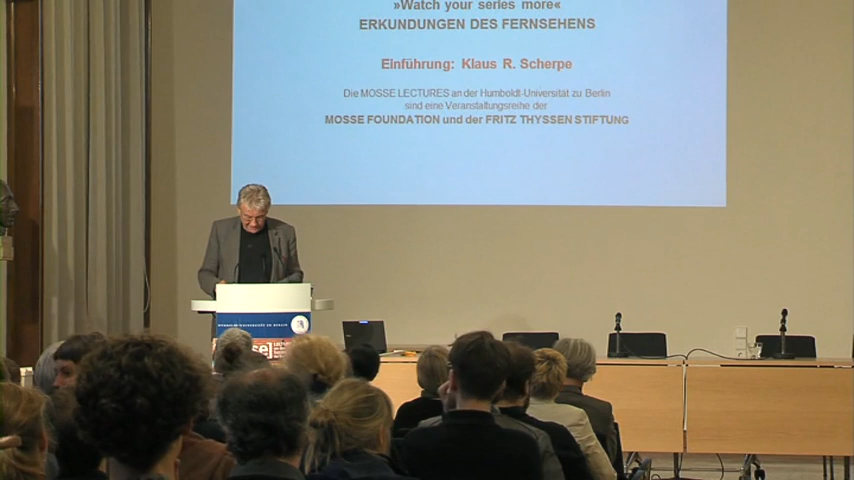 »Watch your series more«
ERKUNDUNGEN DES FERNSEHENS
Einführung: Klaus R. Scherpe
Die MOSSE LECTURES an der Humboldt-Universität zu Berlin
sind eine Veranstaltungsreihe der
MOSSE FOUNDATION und der FRITZ THYSSEN STIFTUNG